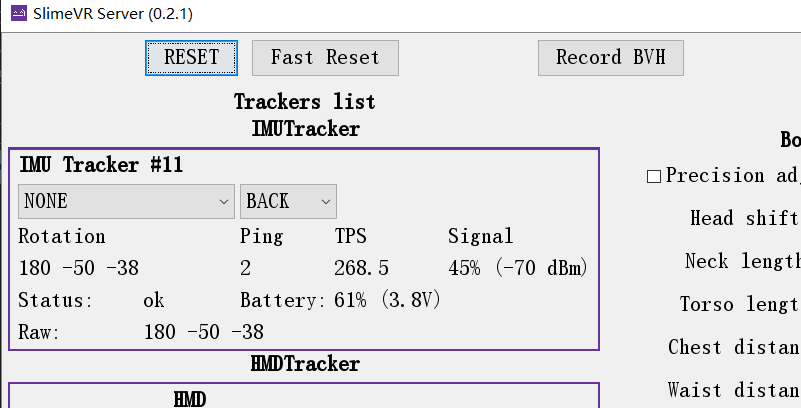 SlimeVR Server (0.2.1)
RESET Fast Reset Record BVH
Trackers list
IMUTracker
IMU Tracker #11
NONE BACK
Rotation Ping TPS Signal
180 -50 -38 2 268.5 45% (-70 dBm)
Status: ok Battery: 61% (3.8V)
Raw: 180 -50 -38
HMDTracker
HMD
Bo
Precision ad
Head shift
Neck length
Torso lengt
Chest distan
Waist distan